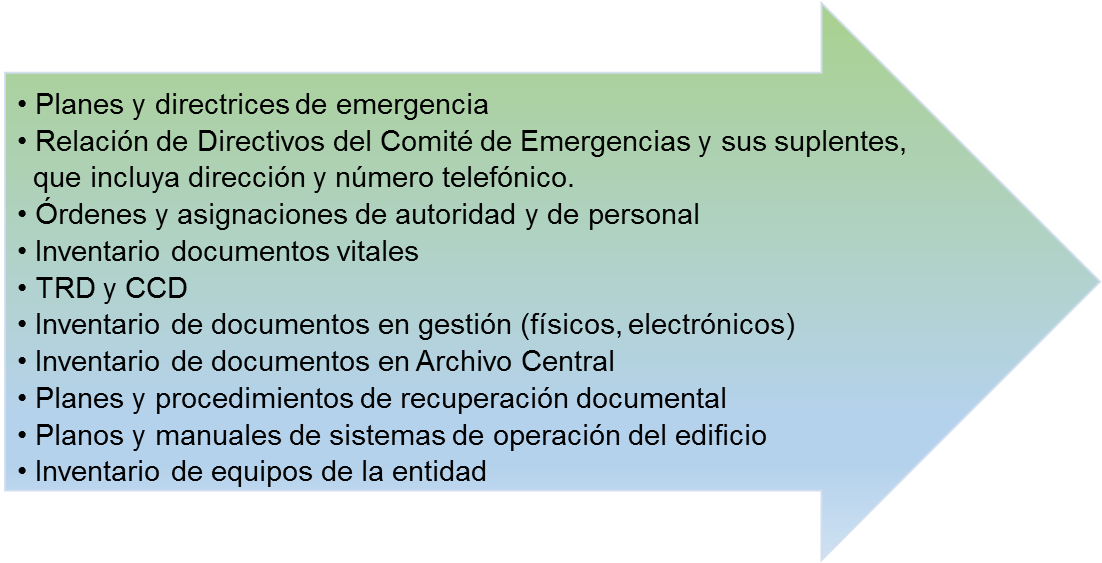 • Planes y directrices de emergencia
• Relación de Directivos del Comité de Emergencias y sus suplentes,
que incluya dirección y número telefónico.
• Órdenes y asignaciones de autoridad y de personal
• Inventario documentos vitales
• TRD y CCD
• Inventario de documentos en gestión (físicos, electrónicos)
• Inventario de documentos en Archivo Central
• Planes y procedimientos de recuperación documental
• Planos y manuales de sistemas de operación del edificio
• Inventario de equipos de la entidad